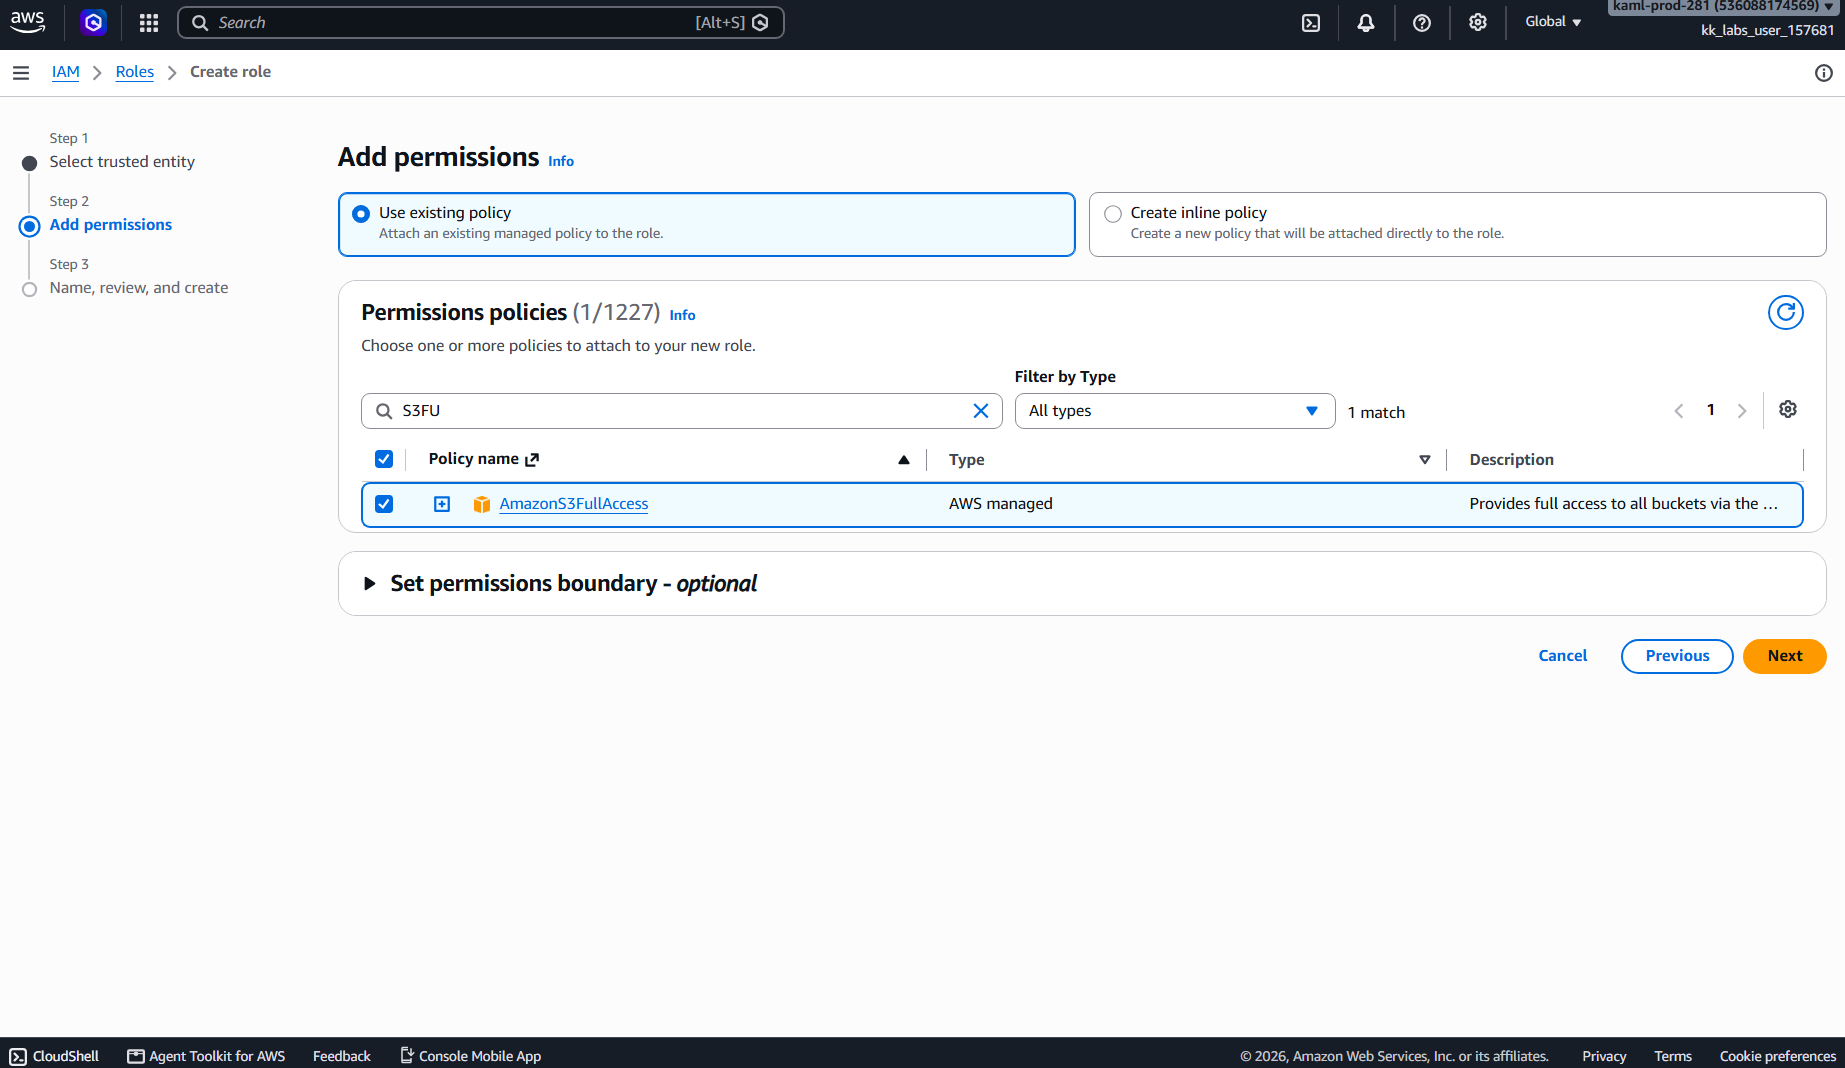 aws
Search [Alt+S]
Global
kaml-prod-281 (536088174569)
kk_labs_user_157681
IAM
Roles
Create role
Step 1
Select trusted entity
Step 2
Add permissions
Step 3
Name, review, and create
Add permissions Info
Use existing policy
Attach an existing managed policy to the role.
Create inline policy
Create a new policy that will be attached directly to the role.
Permissions policies (1/1227) Info
Choose one or more policies to attach to your new role.
Filter by Type
S3FU
All types
1 match
1
Policy name
Type
Description
AmazonS3FullAccess
AWS managed
Provides full access to all buckets via the ...
Set permissions boundary - optional
Cancel
Previous
Next
CloudShell
Agent Toolkit for AWS
Feedback
Console Mobile App
© 2026, Amazon Web Services, Inc. or its affiliates.
Privacy
Terms
Cookie preferences